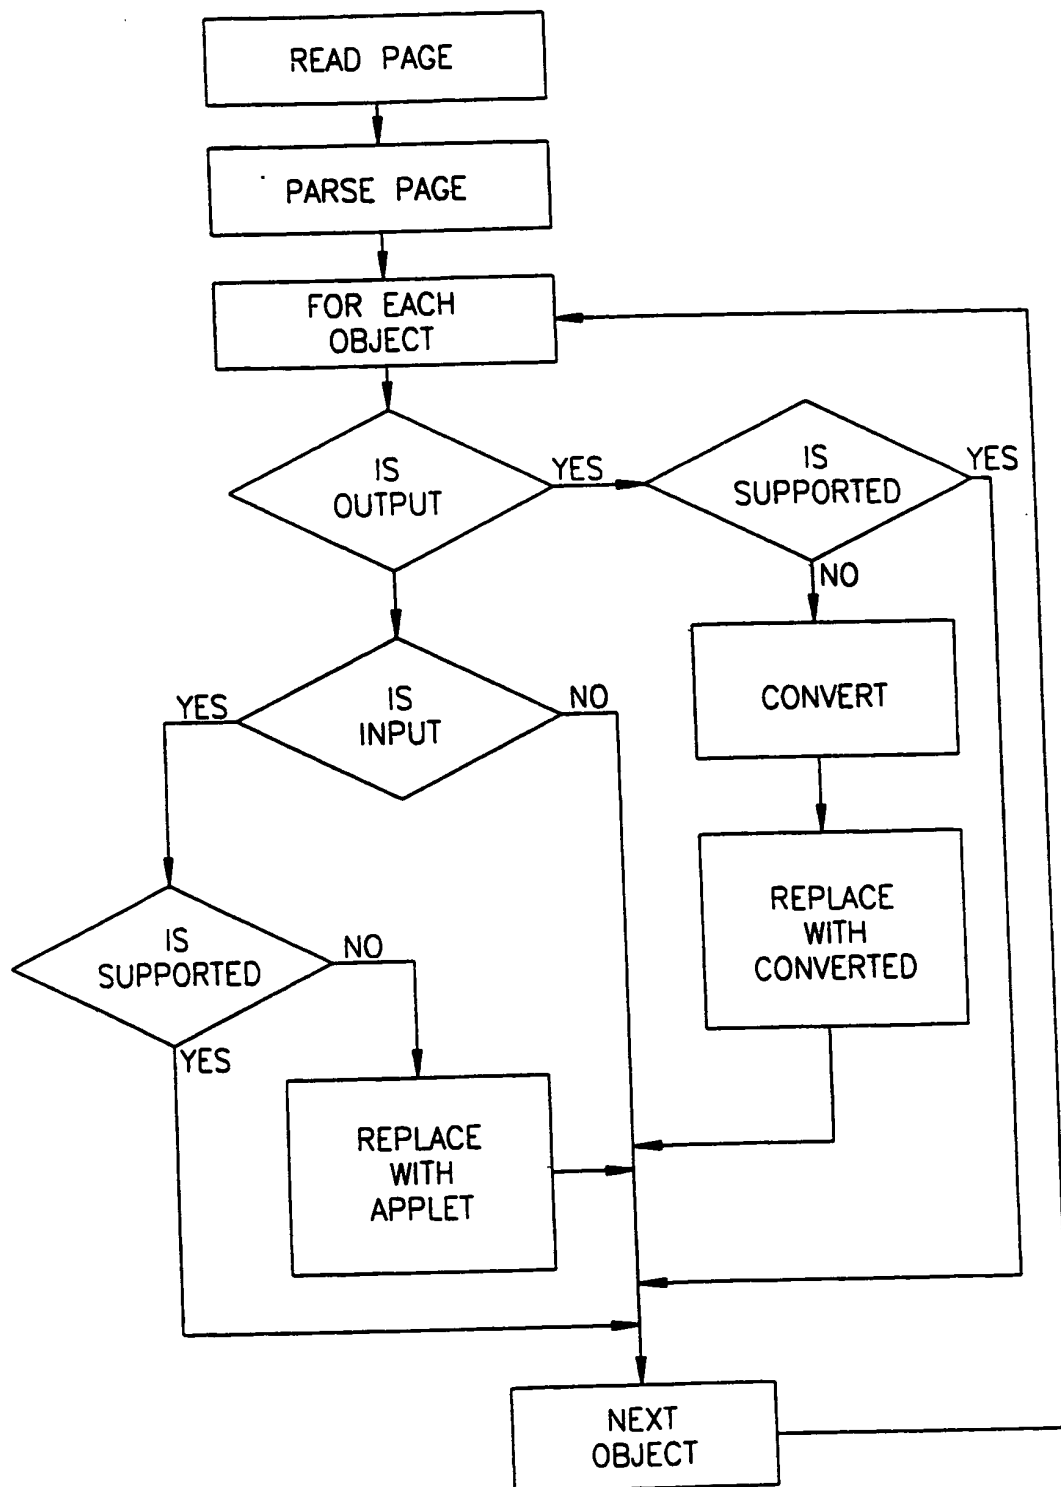 READ PAGE
PARSE PAGE
FOR EACH
OBJECT
IS
OUTPUT
YES
IS
SUPPORTED
YES
NO
CONVERT
REPLACE
WITH
CONVERTED
IS
INPUT
YES
NO
IS
SUPPORTED
NO
YES
REPLACE
WITH
APPLET
NEXT
OBJECT